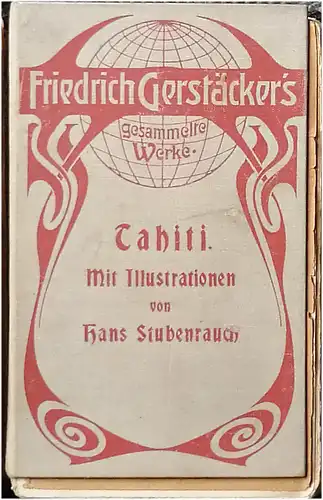 Friedrich Gerstäcker's
gesammelte
Werke.
Tahiti.
Mit Illustrationen
von
Hans Stubenrauch